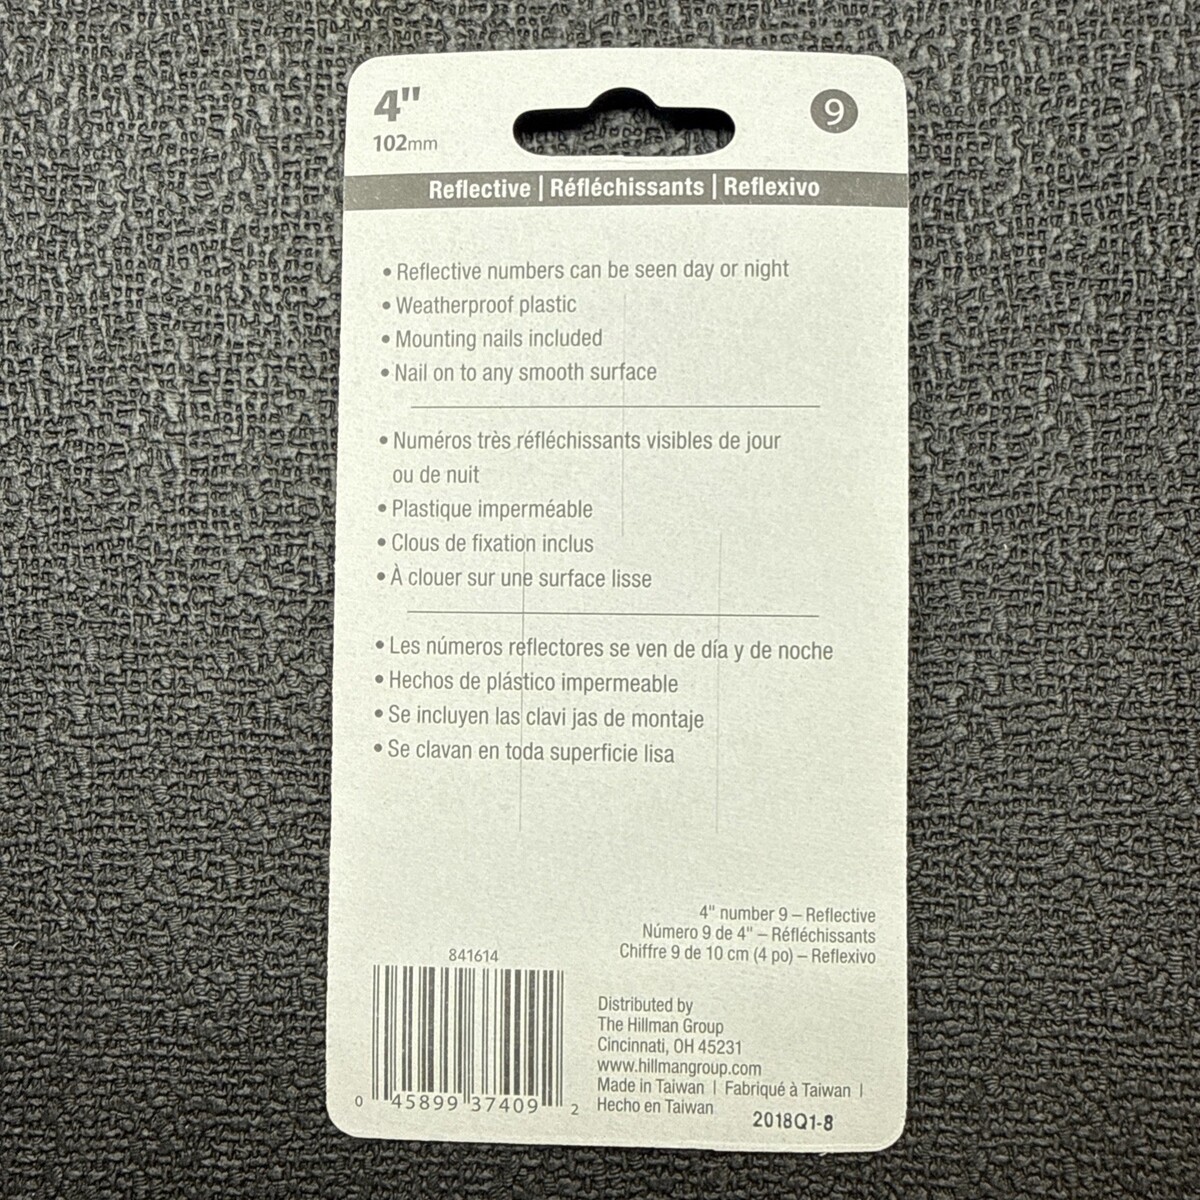 4"
102mm
9
Reflective | Réfléchissants | Reflexivo
• Reflective numbers can be seen day or night
• Weatherproof plastic
• Mounting nails included
• Nail on to any smooth surface
• Numéros très réfléchissants visibles de jour
ou de nuit
• Plastique imperméable
• Clous de fixation inclus
• À clouer sur une surface lisse
• Les números reflectores se ven de día y de noche
• Hechos de plástico impermeable
• Se incluyen las clavi jas de montaje
• Se clavan en toda superficie lisa
4" number 9 – Reflective
Número 9 de 4" – Réfléchissants
Chiffre 9 de 10 cm (4 po) – Reflexivo
841614
0 45899 37409 2
Distributed by
The Hillman Group
Cincinnati, OH 45231
www.hillmangroup.com
Made in Taiwan | Fabriqué à Taiwan |
Hecho en Taiwan
2018Q1-8